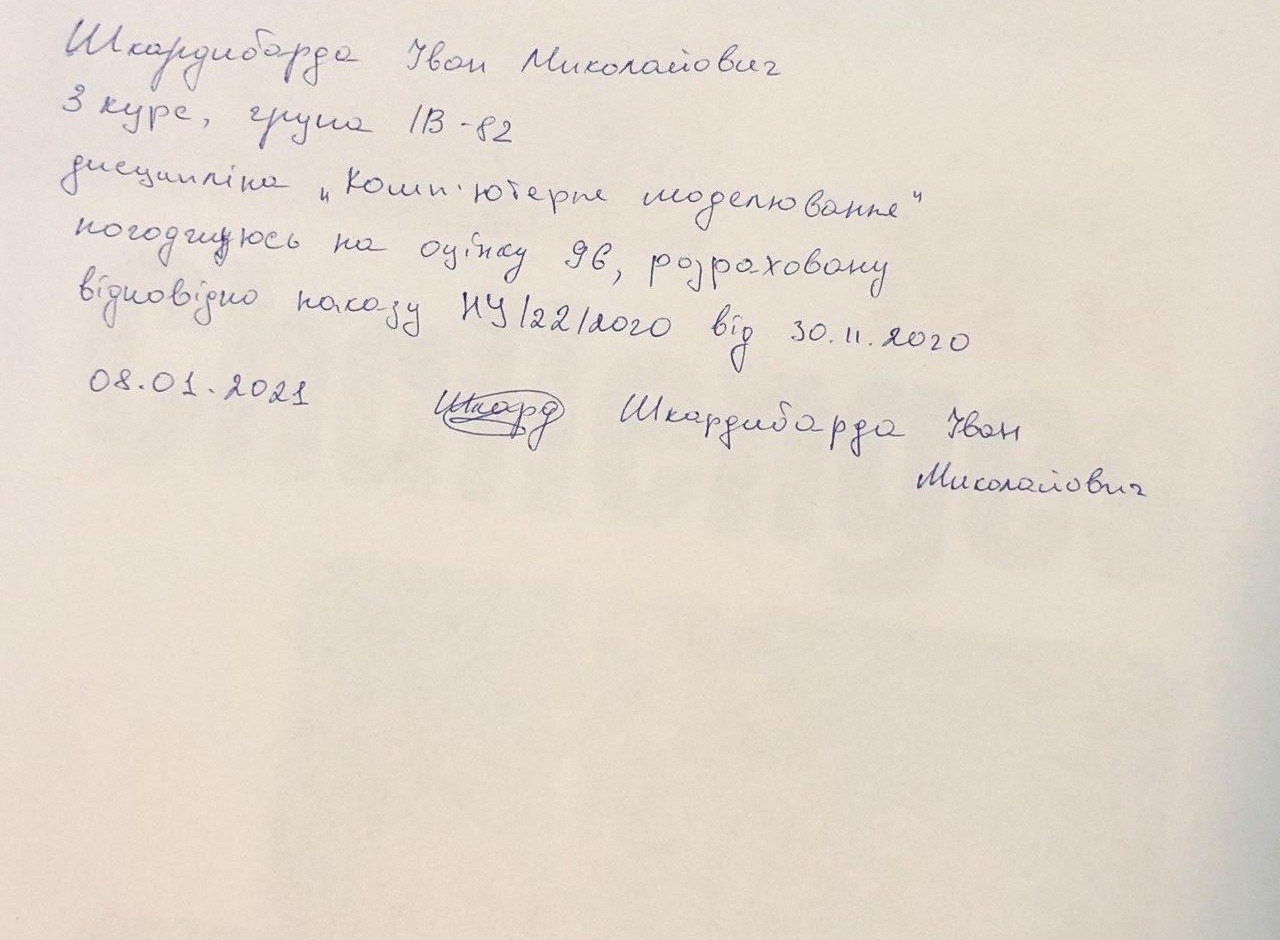 Шкардибарда Іван Миколайович
3 курс, група ІВ-82
дисципліна „Комп'ютерне моделювання"
погоджуюсь на оцінку 96, розраховану
відповідно наказу НУ/22/2020 від 30.11.2020
08.01.2021 Шкард Шкардибарда Іван
Миколайович